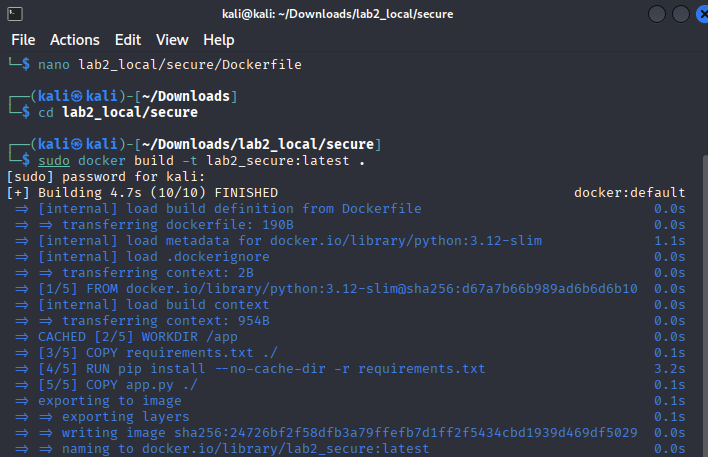 kali@kali: ~/Downloads/lab2_local/secure
File Actions Edit View Help
└─$ nano lab2_local/secure/Dockerfile
┌──(kali㉿kali)-[~/Downloads]
└─$ cd lab2_local/secure
┌──(kali㉿kali)-[~/Downloads/lab2_local/secure]
└─$ sudo docker build -t lab2_secure:latest .
[sudo] password for kali:
[+] Building 4.7s (10/10) FINISHED docker:default
=> [internal] load build definition from Dockerfile 0.0s
=> => transferring dockerfile: 190B 0.0s
=> [internal] load metadata for docker.io/library/python:3.12-slim 1.1s
=> [internal] load .dockerignore 0.0s
=> => transferring context: 2B 0.0s
=> [1/5] FROM docker.io/library/python:3.12-slim@sha256:d67a7b66b989ad6b6d6b10 0.0s
=> [internal] load build context 0.0s
=> => transferring context: 954B 0.0s
=> CACHED [2/5] WORKDIR /app 0.0s
=> [3/5] COPY requirements.txt ./ 0.1s
=> [4/5] RUN pip install --no-cache-dir -r requirements.txt 3.2s
=> [5/5] COPY app.py ./ 0.1s
=> exporting to image 0.1s
=> => exporting layers 0.1s
=> => writing image sha256:24726bf2f58dfb3a79ffefb7d1ff2f5434cbd1939d469df5029 0.0s
=> => naming to docker.io/library/lab2_secure:latest 0.0s